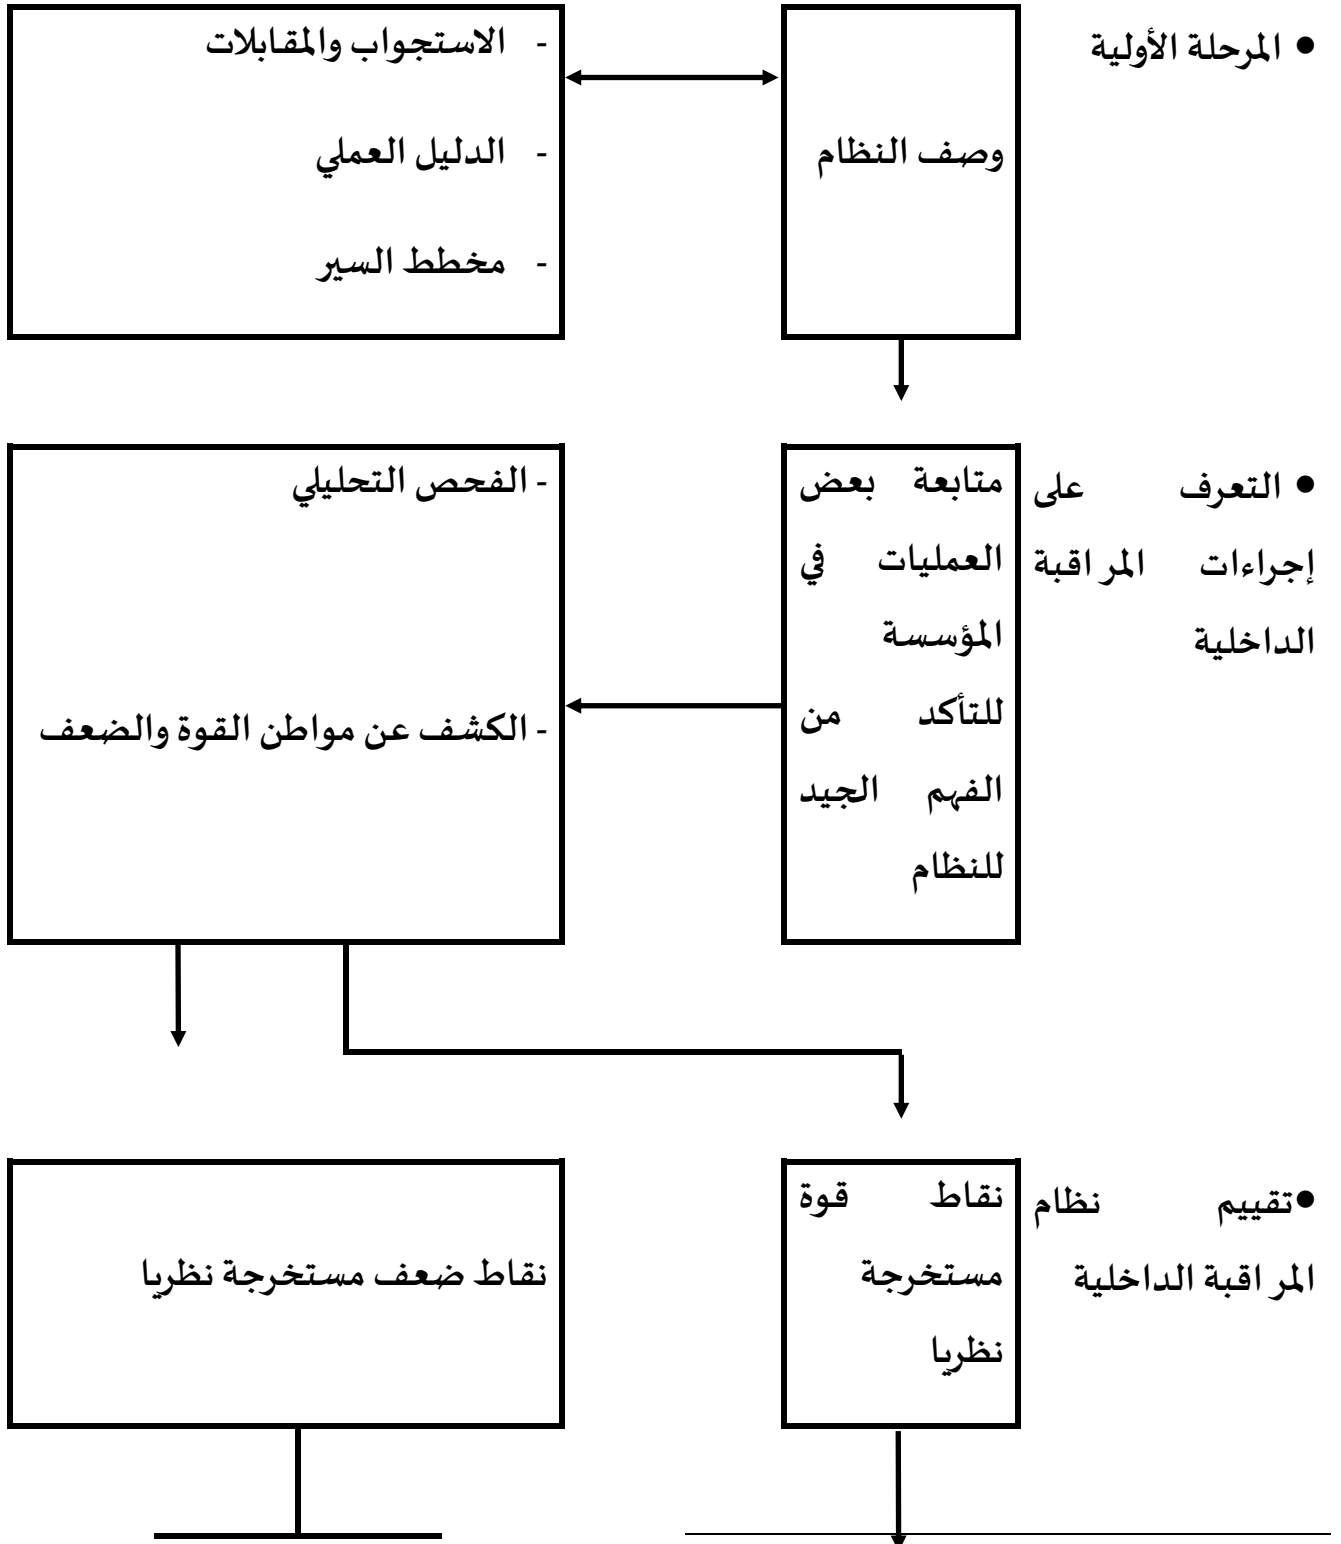 ● المرحلة الأولية
وصف النظام
- الاستجواب والمقابلات
- الدليل العملي
- مخطط السير
● التعرف على
إجراءات المراقبة
الداخلية
متابعة بعض
العمليات في
المؤسسة
للتأكد من
الفهم الجيد
للنظام
- الفحص التحليلي
- الكشف عن مواطن القوة والضعف
●تقييم نظام
المراقبة الداخلية
نقاط قوة
مستخرجة
نظريا
نقاط ضعف مستخرجة نظريا